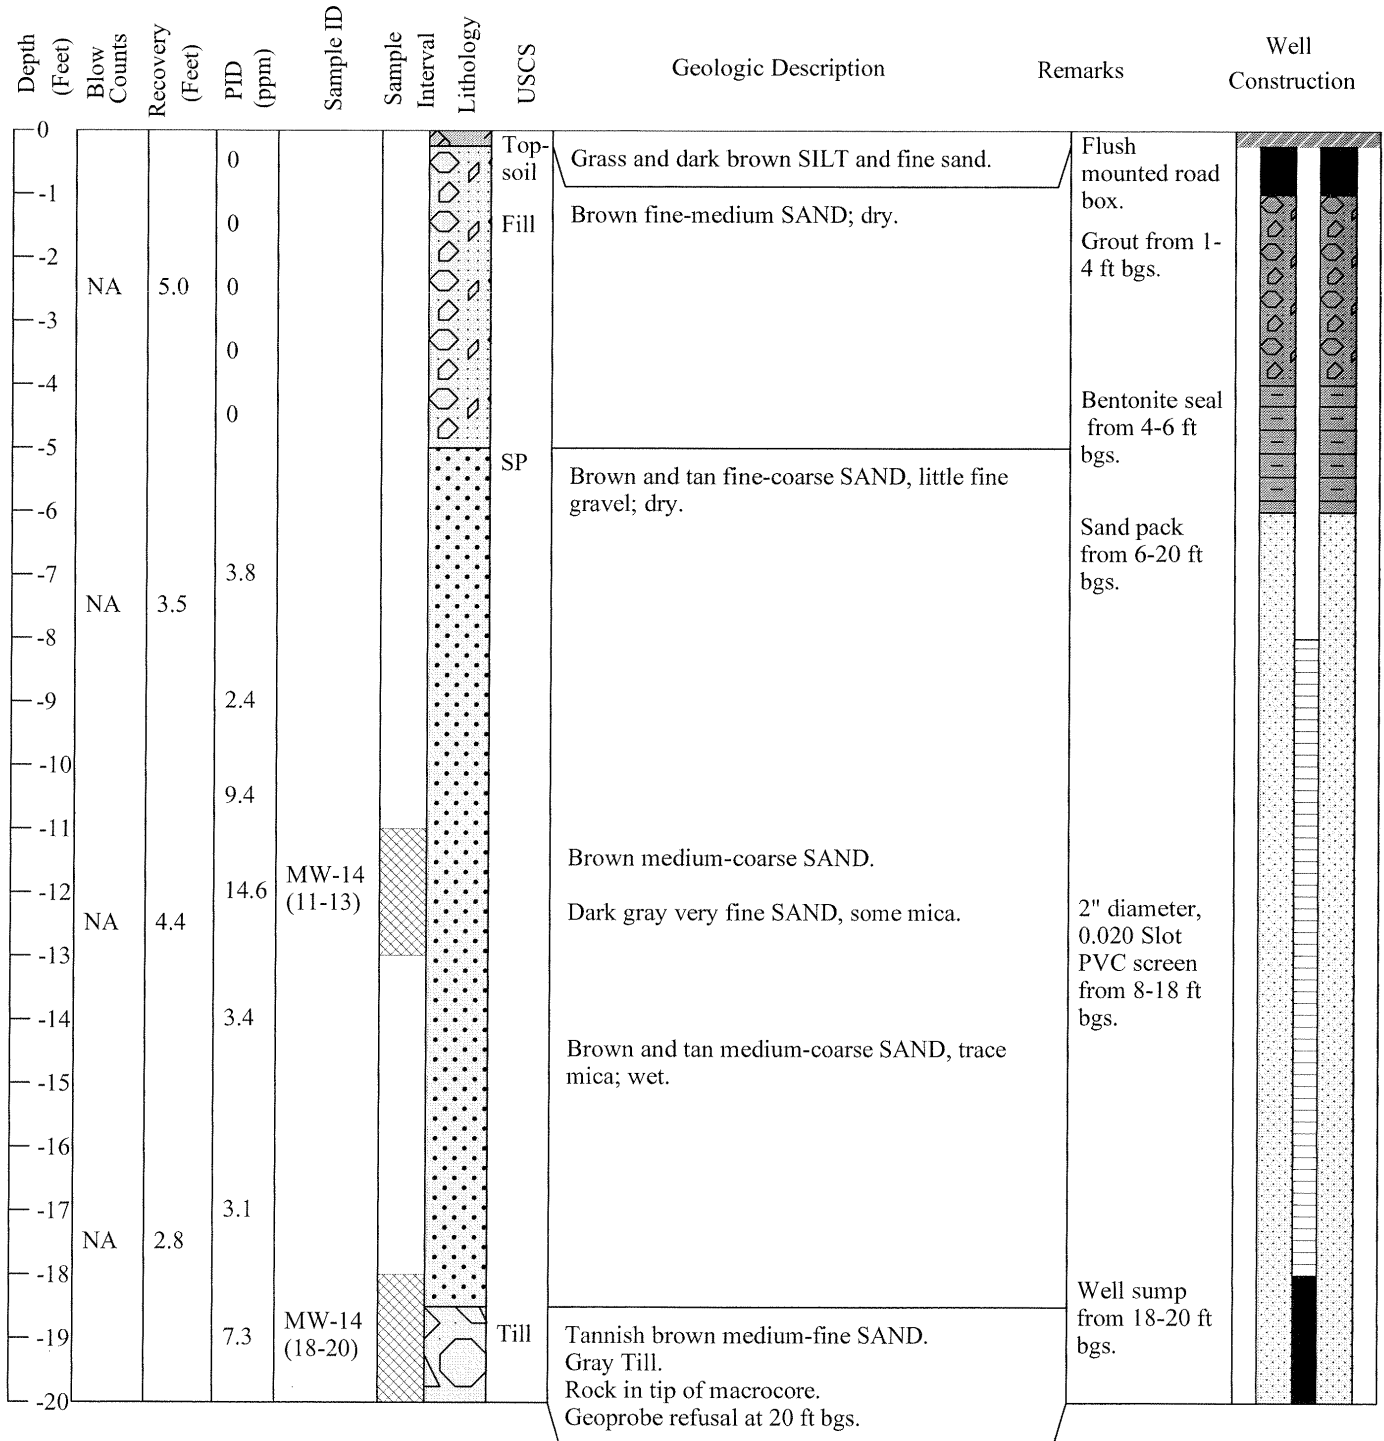 Depth (Feet)
Blow Counts
Recovery (Feet)
PID (ppm)
Sample ID
Sample Interval
Lithology
USCS
Geologic Description
Remarks
Well
Construction
0
-1
-2
-3
-4
-5
-6
-7
-8
-9
-10
-11
-12
-13
-14
-15
-16
-17
-18
-19
-20
NA
NA
NA
NA
5.0
3.5
4.4
2.8
0
0
0
0
0
3.8
2.4
9.4
14.6
3.4
3.1
7.3
MW-14
(11-13)
MW-14
(18-20)
Top-
soil
Fill
SP
Till
Grass and dark brown SILT and fine sand.
Brown fine-medium SAND; dry.
Brown and tan fine-coarse SAND, little fine
gravel; dry.
Brown medium-coarse SAND.
Dark gray very fine SAND, some mica.
Brown and tan medium-coarse SAND, trace
mica; wet.
Tannish brown medium-fine SAND.
Gray Till.
Rock in tip of macrocore.
Geoprobe refusal at 20 ft bgs.
Flush
mounted road
box.
Grout from 1-
4 ft bgs.
Bentonite seal
from 4-6 ft
bgs.
Sand pack
from 6-20 ft
bgs.
2" diameter,
0.020 Slot
PVC screen
from 8-18 ft
bgs.
Well sump
from 18-20 ft
bgs.